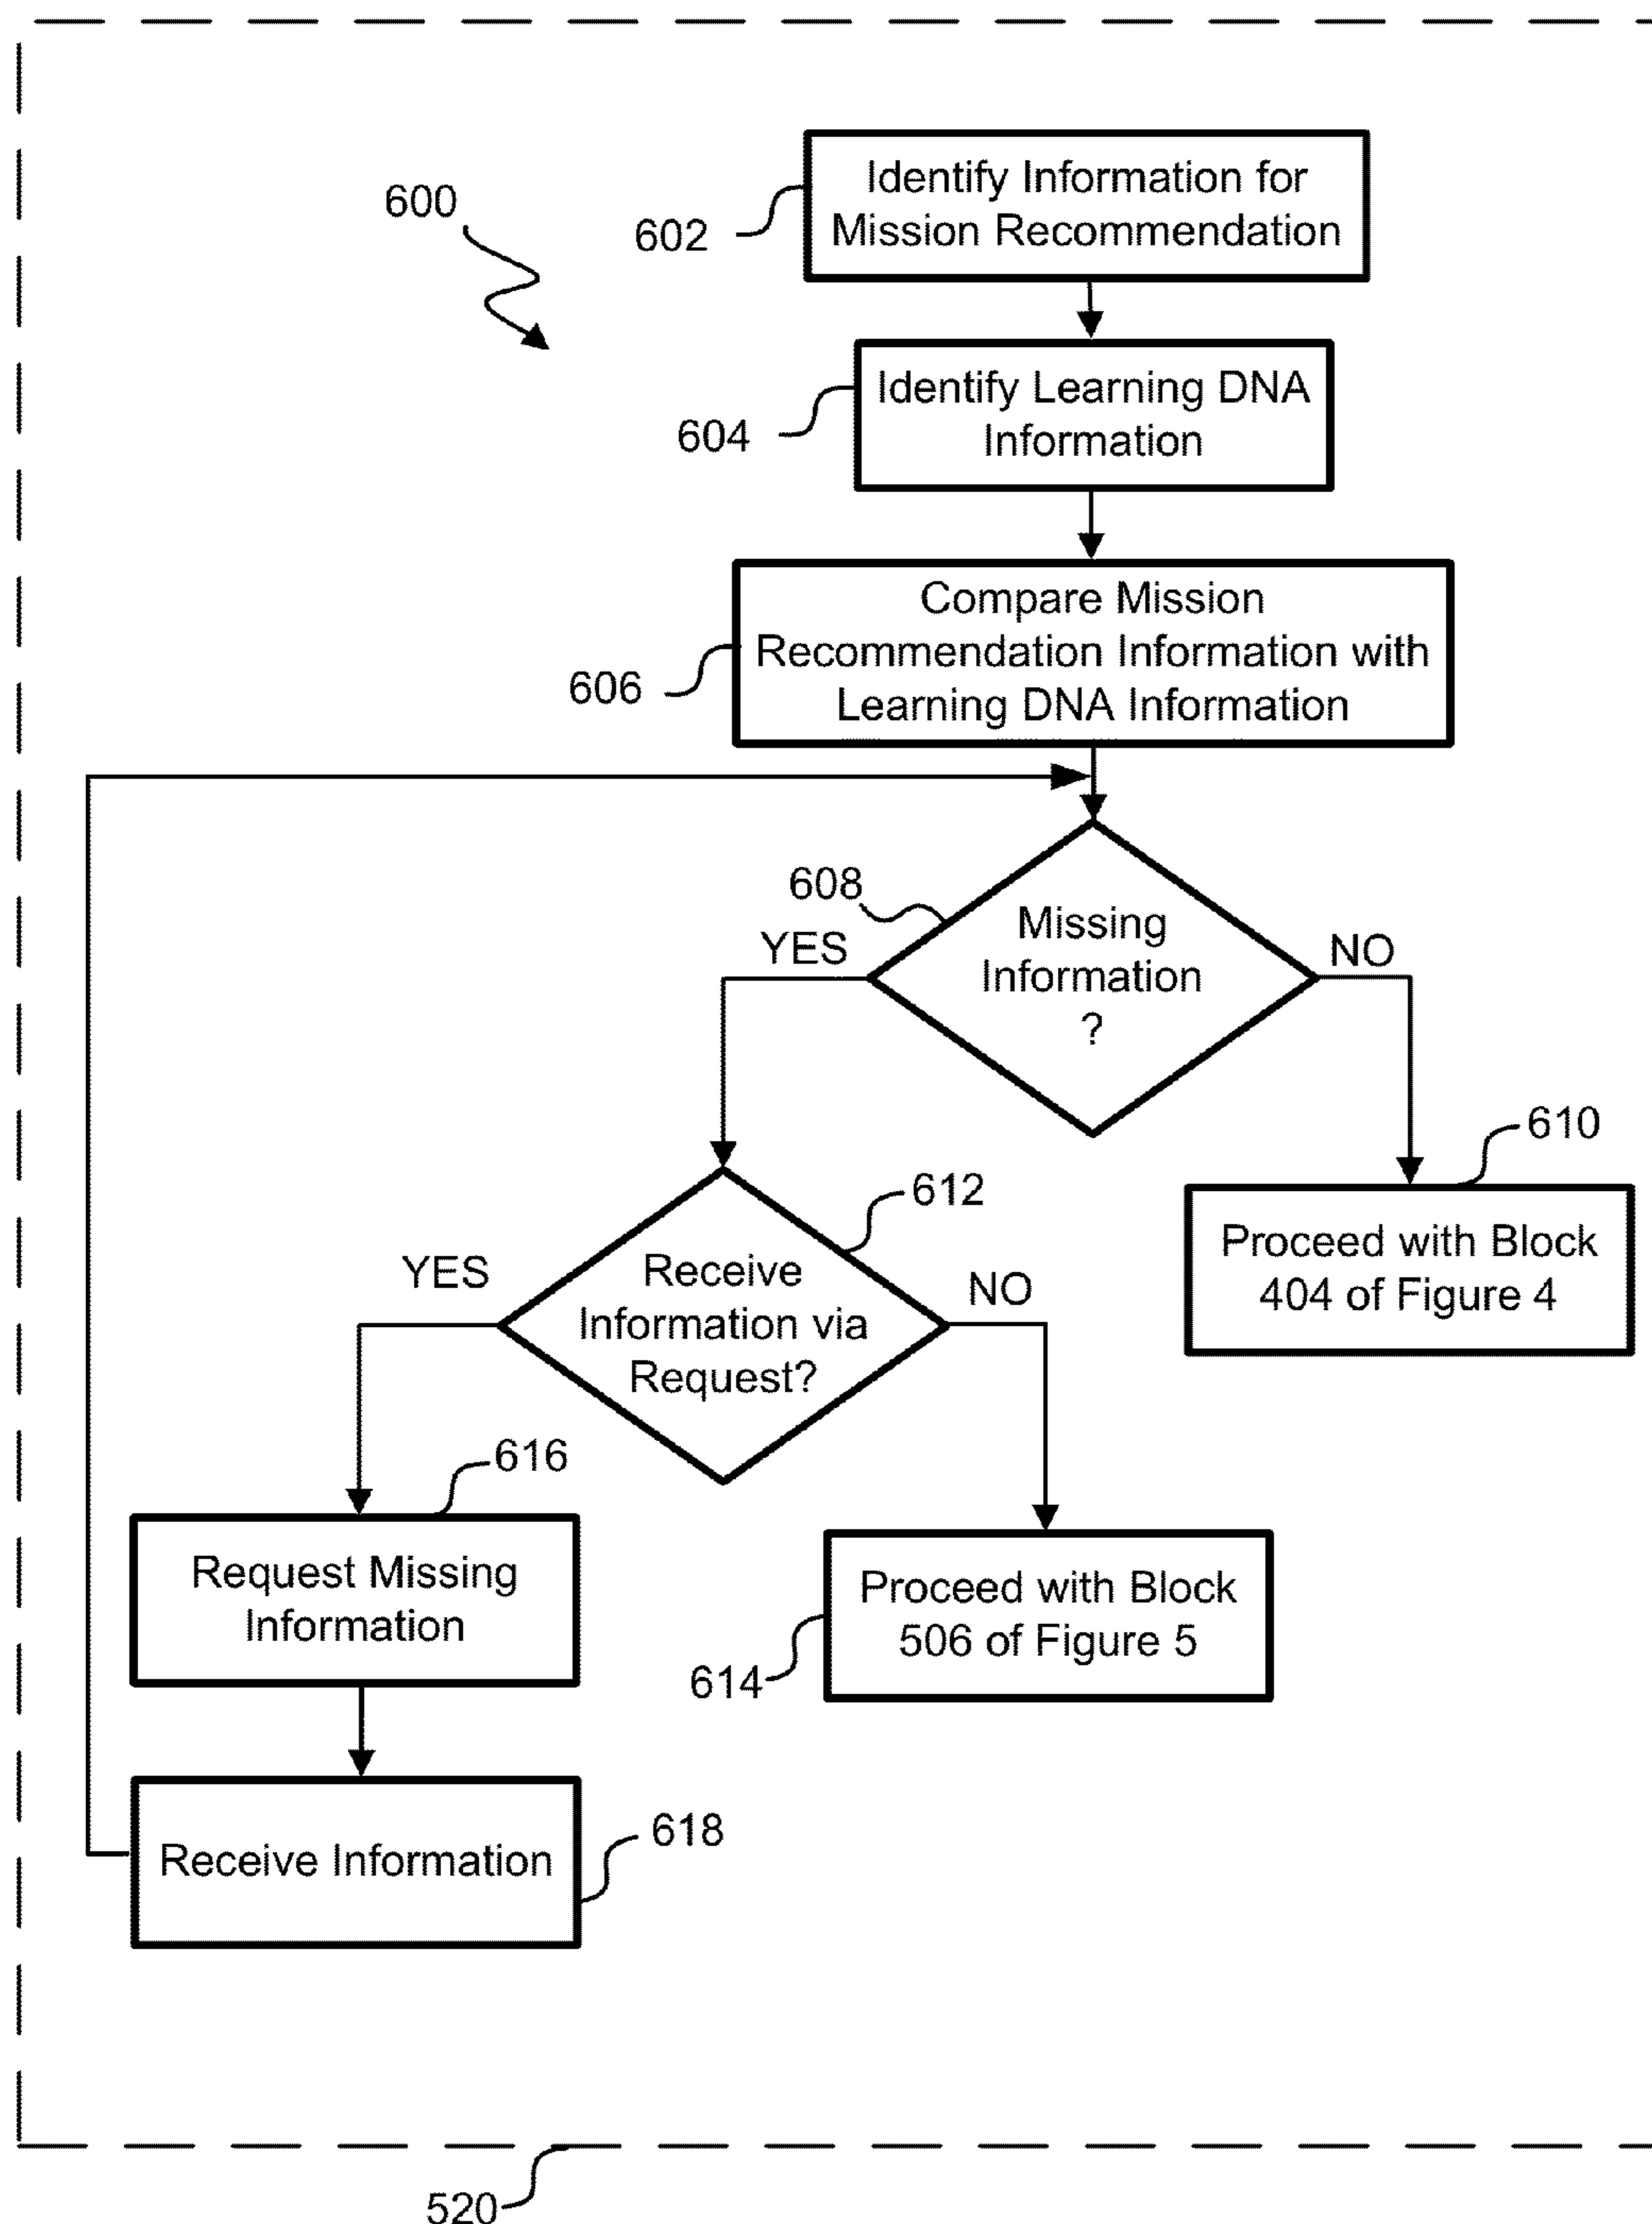 600
602
Identify Information for
Mission Recommendation
604
Identify Learning DNA
Information
606
Compare Mission
Recommendation Information with
Learning DNA Information
608
Missing
Information
?
YES
NO
610
Proceed with Block
404 of Figure 4
612
Receive
Information via
Request?
YES
NO
616
Request Missing
Information
614
Proceed with Block
506 of Figure 5
618
Receive Information
520